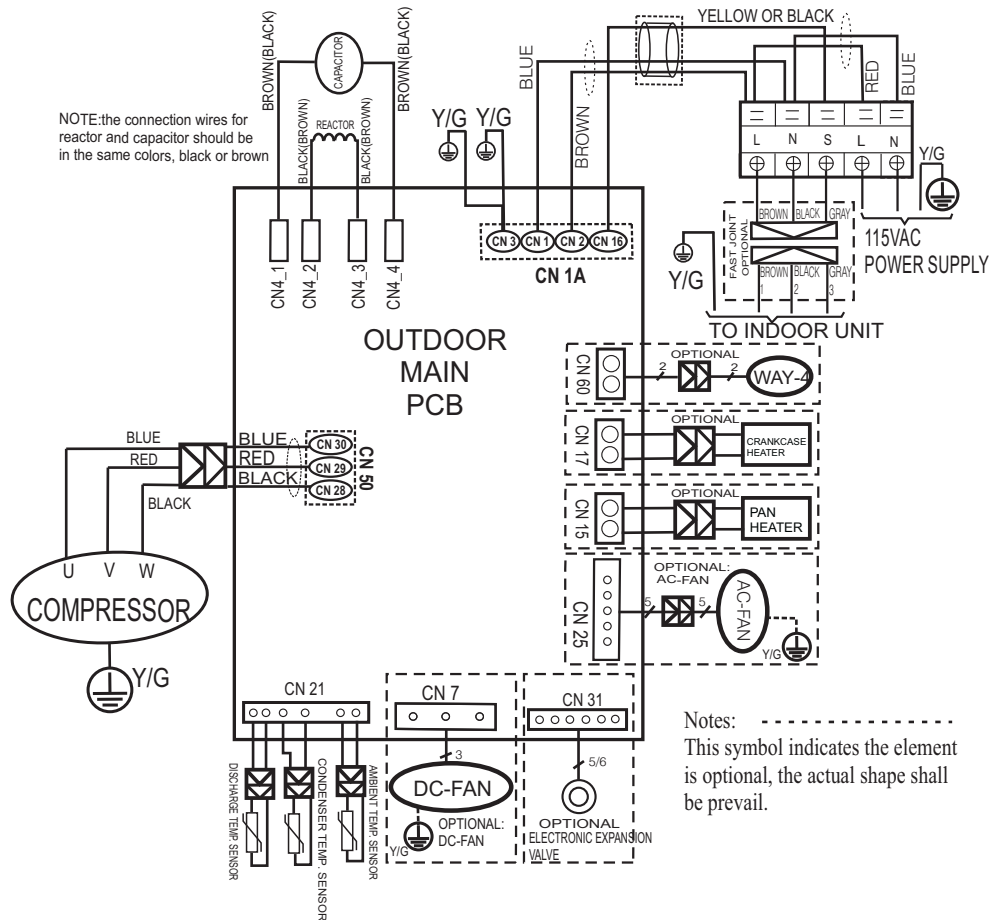 YELLOW OR BLACK
BROWN(BLACK)
CAPACITOR
BROWN(BLACK)
BLUE
RED
BLUE
NOTE:the connection wires for
reactor and capacitor should be
in the same colors, black or brown
BLACK(BROWN)
REACTOR
BLACK(BROWN)
Y/G
Y/G
BROWN
L N S L N
Y/G
CN4_1
CN4_2
CN4_3
CN4_4
CN 3
CN 1
CN 2
CN 16
CN 1A
Y/G
FAST JOINT
OPTIONAL
BROWN BLACK GRAY
BROWN BLACK GRAY
1 2 3
115VAC
POWER SUPPLY
TO INDOOR UNIT
OUTDOOR
MAIN
PCB
CN 60
OPTIONAL
2 2
WAY-4
CN 17
OPTIONAL
CRANKCASE
HEATER
CN 15
OPTIONAL
PAN
HEATER
CN 25
OPTIONAL:
AC-FAN
5 5
AC-FAN
Y/G
BLUE
RED
BLACK
BLUE
RED
BLACK
CN 30
CN 29
CN 28
CN 50
U V W
COMPRESSOR
Y/G
CN 21
DISCHARGE TEMP. SENSOR
CONDENSER TEMP. SENSOR
AMBIENT TEMP. SENSOR
CN 7
3
DC-FAN
Y/G
OPTIONAL:
DC-FAN
CN 31
5/6
OPTIONAL
ELECTRONIC EXPANSION
VALVE
Notes:
This symbol indicates the element
is optional, the actual shape shall
be prevail.